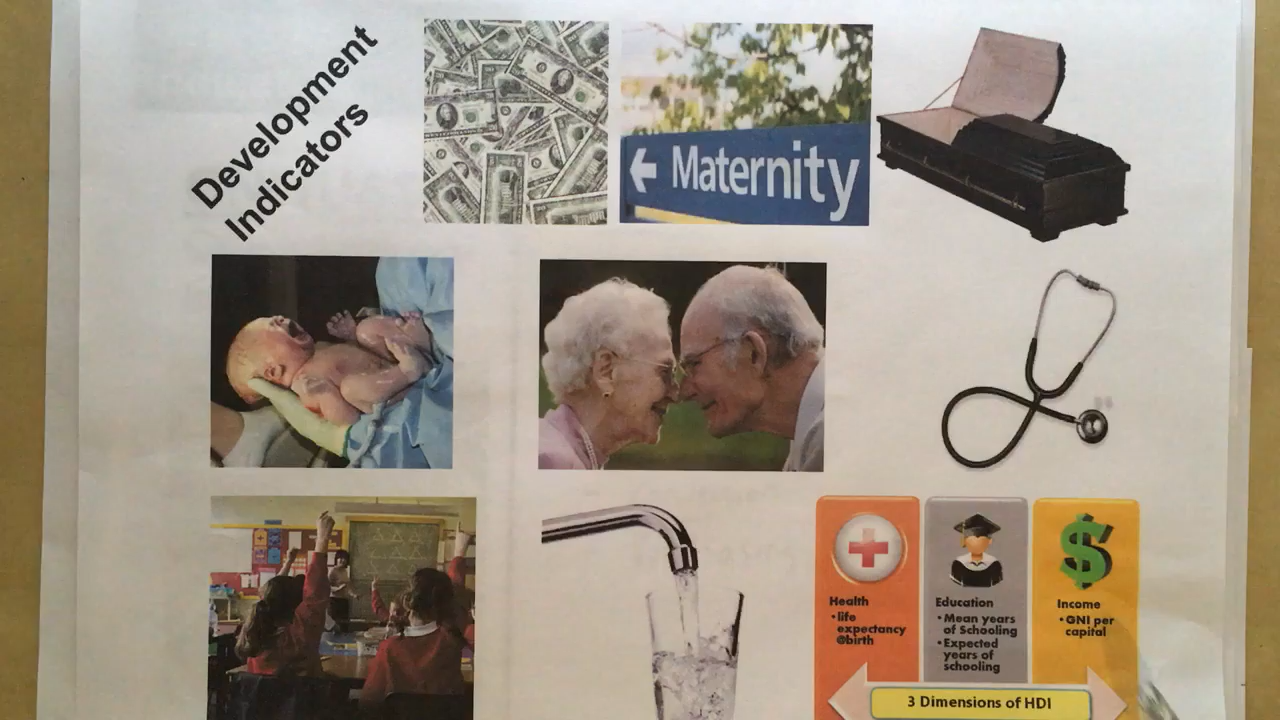 Development
Indicators
Maternity
Health
• life
expectancy
@birth
Education
• Mean years
of Schooling
• Expected
years of
schooling
Income
• GNI per
capital
3 Dimensions of HDI